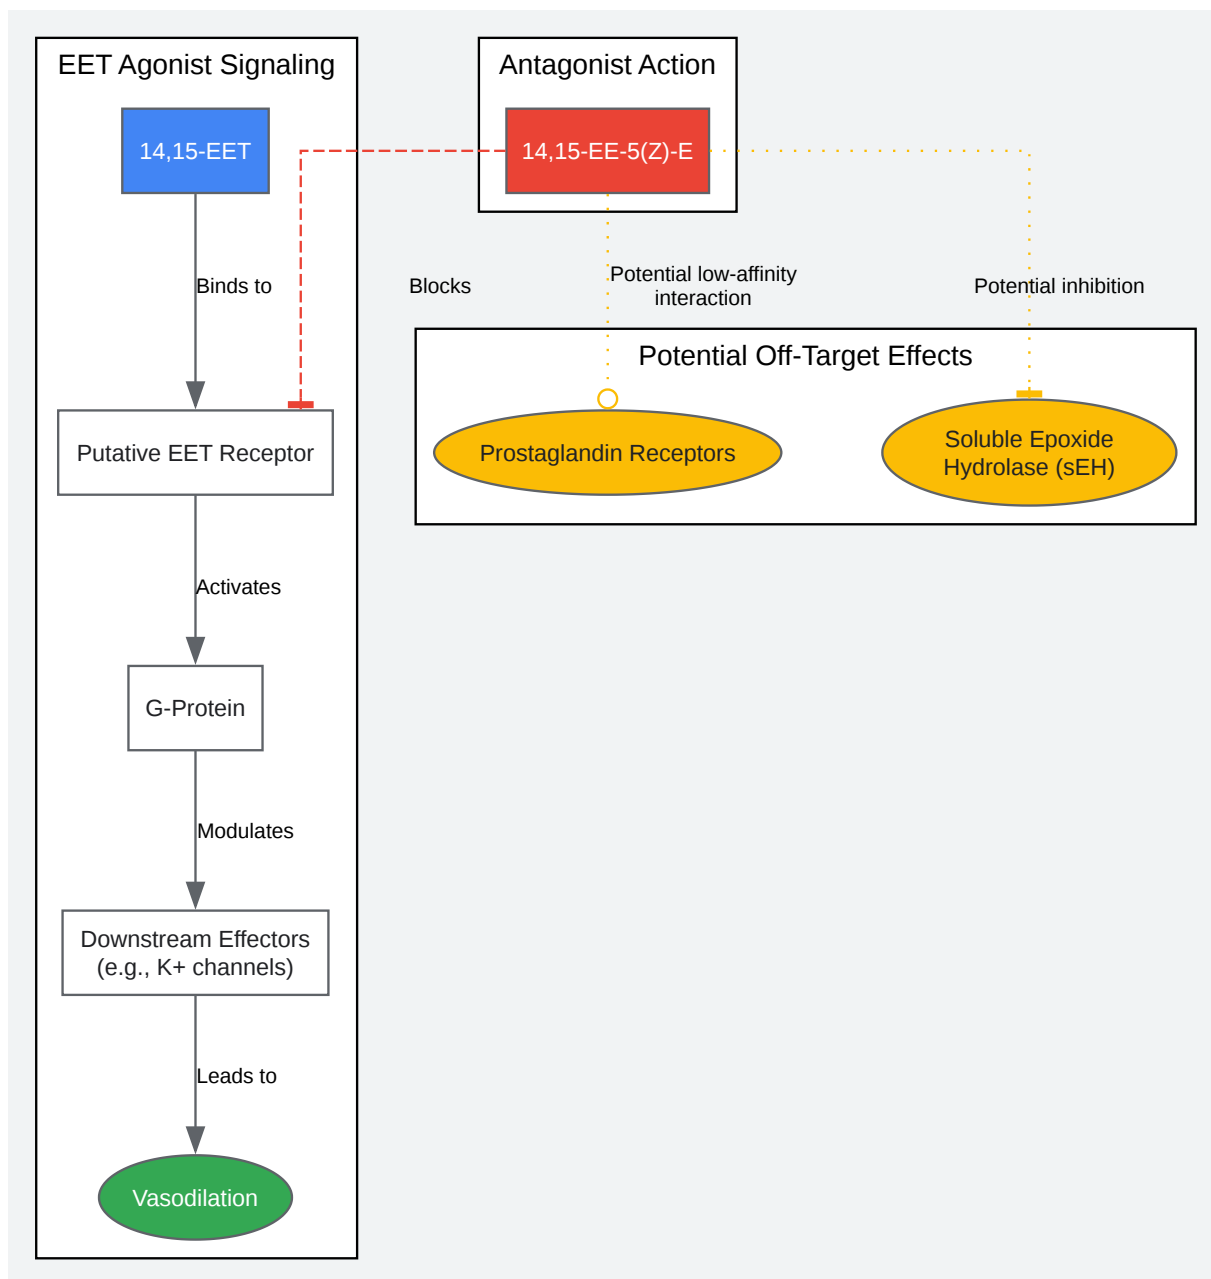 EET Agonist Signaling
14,15-EET
Binds to
Putative EET Receptor
Activates
G-Protein
Modulates
Downstream Effectors
(e.g., K+ channels)
Leads to
Vasodilation
Antagonist Action
14,15-EE-5(Z)-E
Blocks
Potential low-affinity
interaction
Potential inhibition
Potential Off-Target Effects
Prostaglandin Receptors
Soluble Epoxide
Hydrolase (sEH)